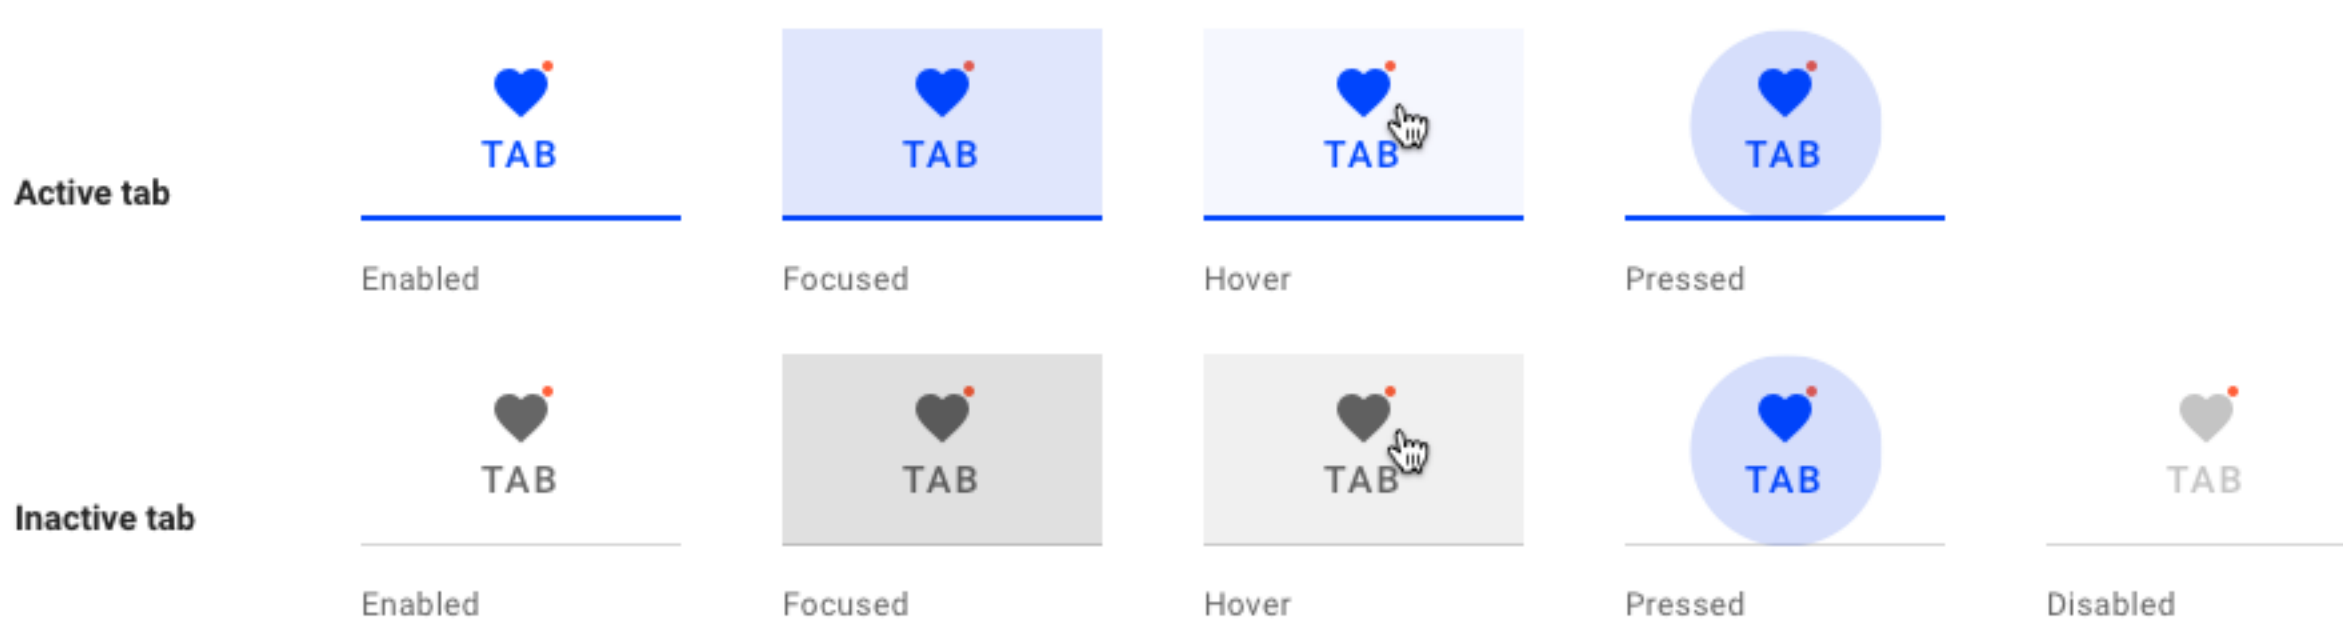 TAB TAB TAB TAB
Active tab
Enabled Focused Hover Pressed
TAB TAB TAB TAB TAB
Inactive tab
Enabled Focused Hover Pressed Disabled